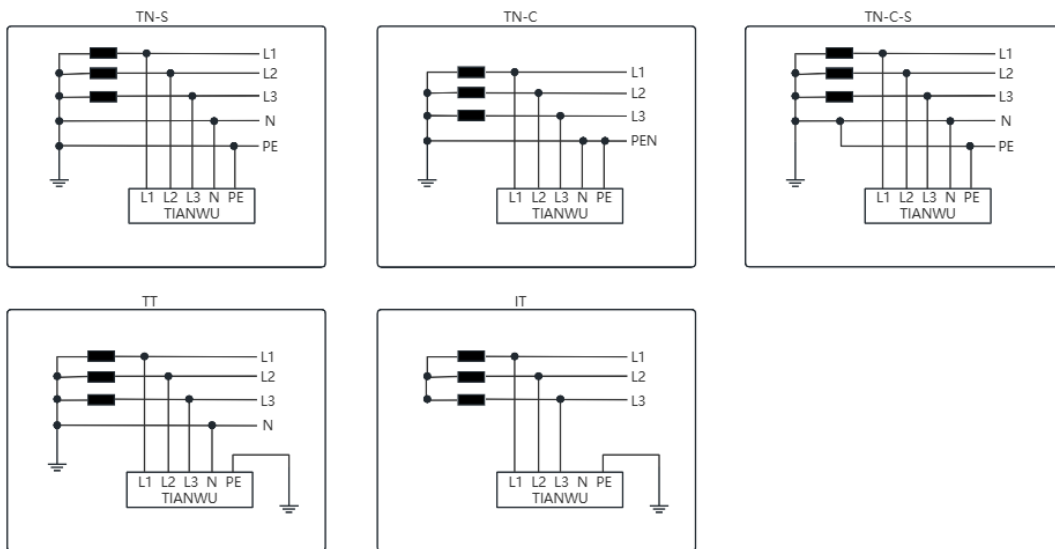 TN-S
L1
L2
L3
N
PE
L1 L2 L3 N PE
TIANWU
TN-C
L1
L2
L3
PEN
L1 L2 L3 N PE
TIANWU
TN-C-S
L1
L2
L3
N
PE
L1 L2 L3 N PE
TIANWU
TT
L1
L2
L3
N
L1 L2 L3 N PE
TIANWU
IT
L1
L2
L3
L1 L2 L3 N PE
TIANWU